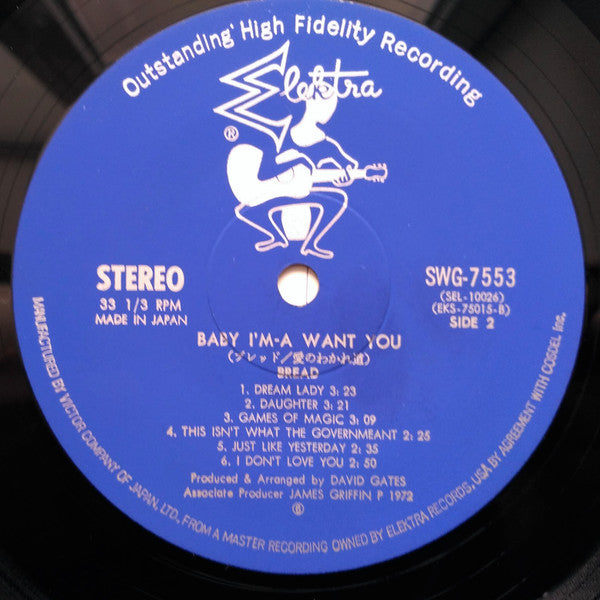 Outstanding High Fidelity Recording
Elektra
®
STEREO
33 1/3 RPM
MADE IN JAPAN
SWG-7553
(SEL-10026)
(EKS-75015-B)
SIDE 2
BABY I'M-A WANT YOU
(ブレッド/愛のわかれ道)
BREAD
1. DREAM LADY 3: 23
2. DAUGHTER 3: 21
3. GAMES OF MAGIC 3: 09
4. THIS ISN'T WHAT THE GOVERNMEANT 2: 25
5. JUST LIKE YESTERDAY 2: 35
6. I DON'T LOVE YOU 2: 50
Produced & Arranged by DAVID GATES
Associate Producer JAMES GRIFFIN P 1972
MANUFACTURED BY VICTOR COMPANY OF JAPAN, LTD., FROM A MASTER RECORDING OWNED BY ELEKTRA RECORDS, USA BY AGREEMENT WITH COSDEL Inc.